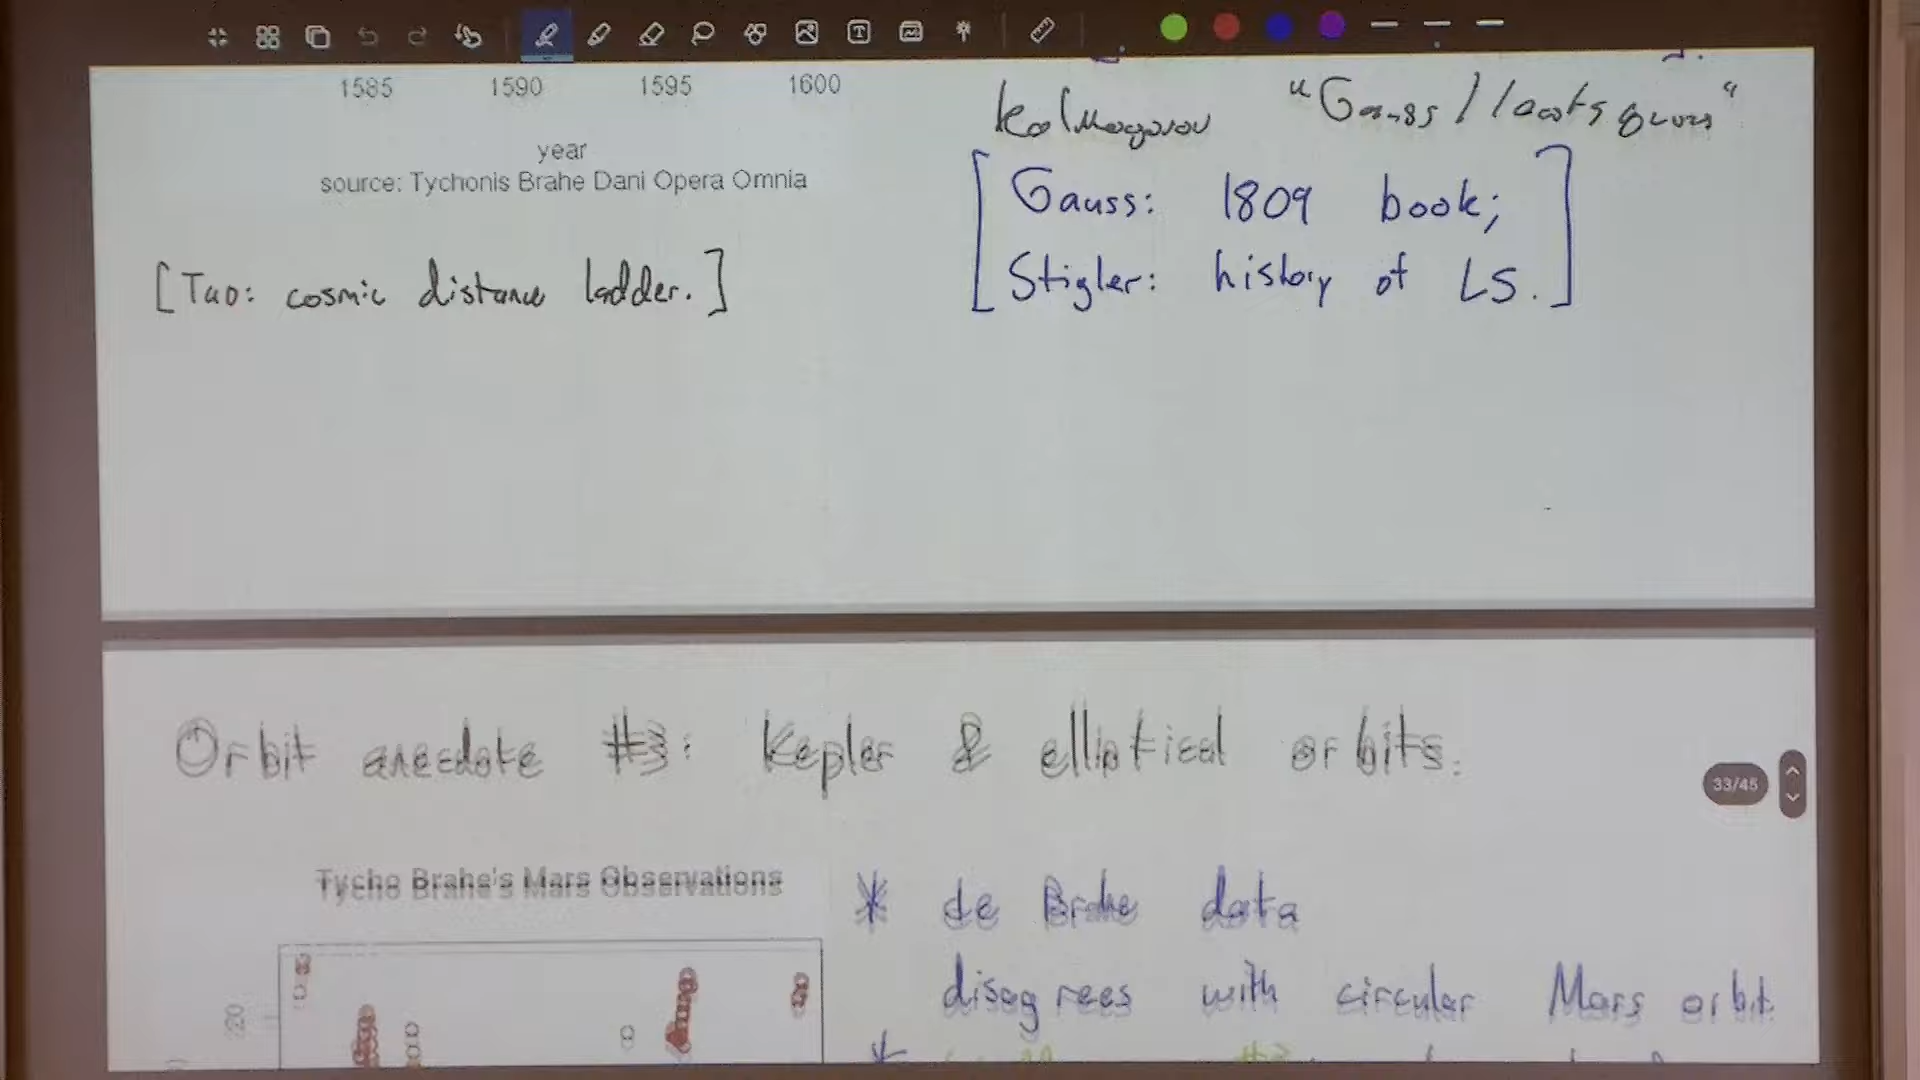 1585 1590 1595 1600
year
source: Tychonis Brahe Dani Opera Omnia
[Tao: cosmic distance ladder.]
Kolmogorov "Gauss / leastsquares"
[Gauss: 1809 book;
Stigler: history of LS.]
Orbit anecdote #3: Kepler & elliptical orbits.
33/45
Tycho Brahe's Mars Observations
20
* de Brahe data
disagrees with circular Mars orbit